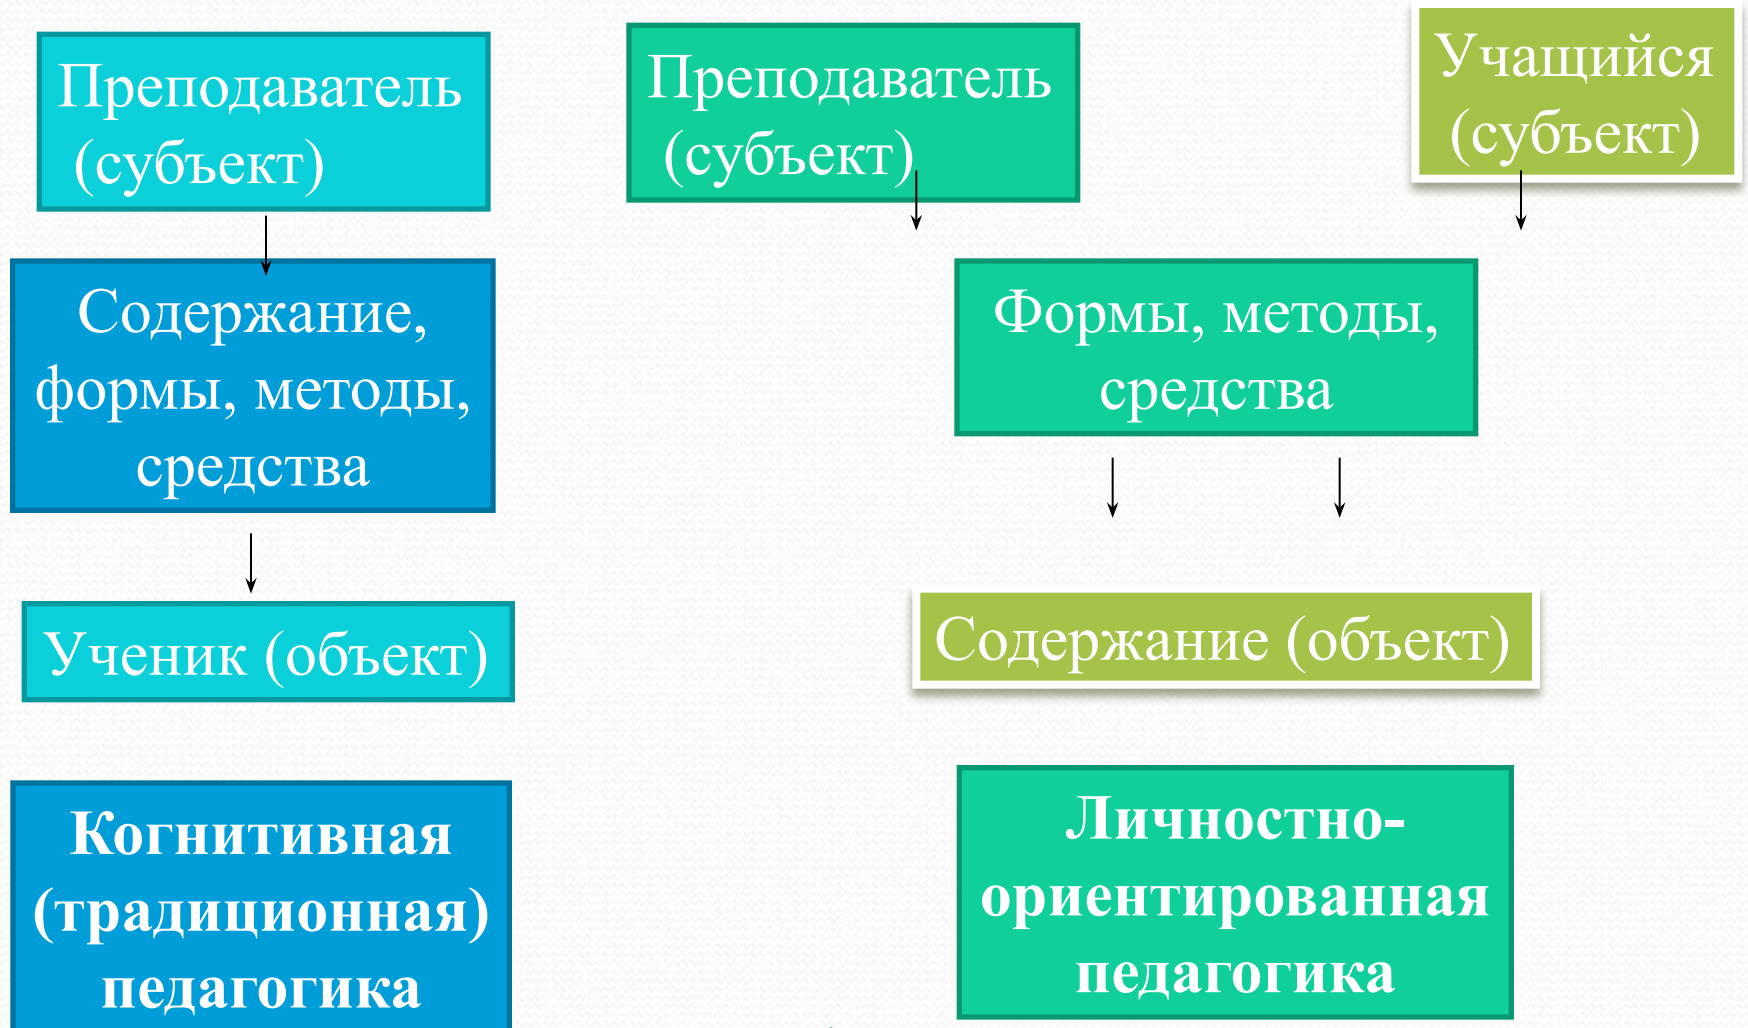 Преподаватель
(субъект)
Содержание,
формы, методы,
средства
Ученик (объект)
Когнитивная
(традиционная)
педагогика
Преподаватель
(субъект)
Учащийся
(субъект)
Формы, методы,
средства
Содержание (объект)
Личностно-
ориентированная
педагогика